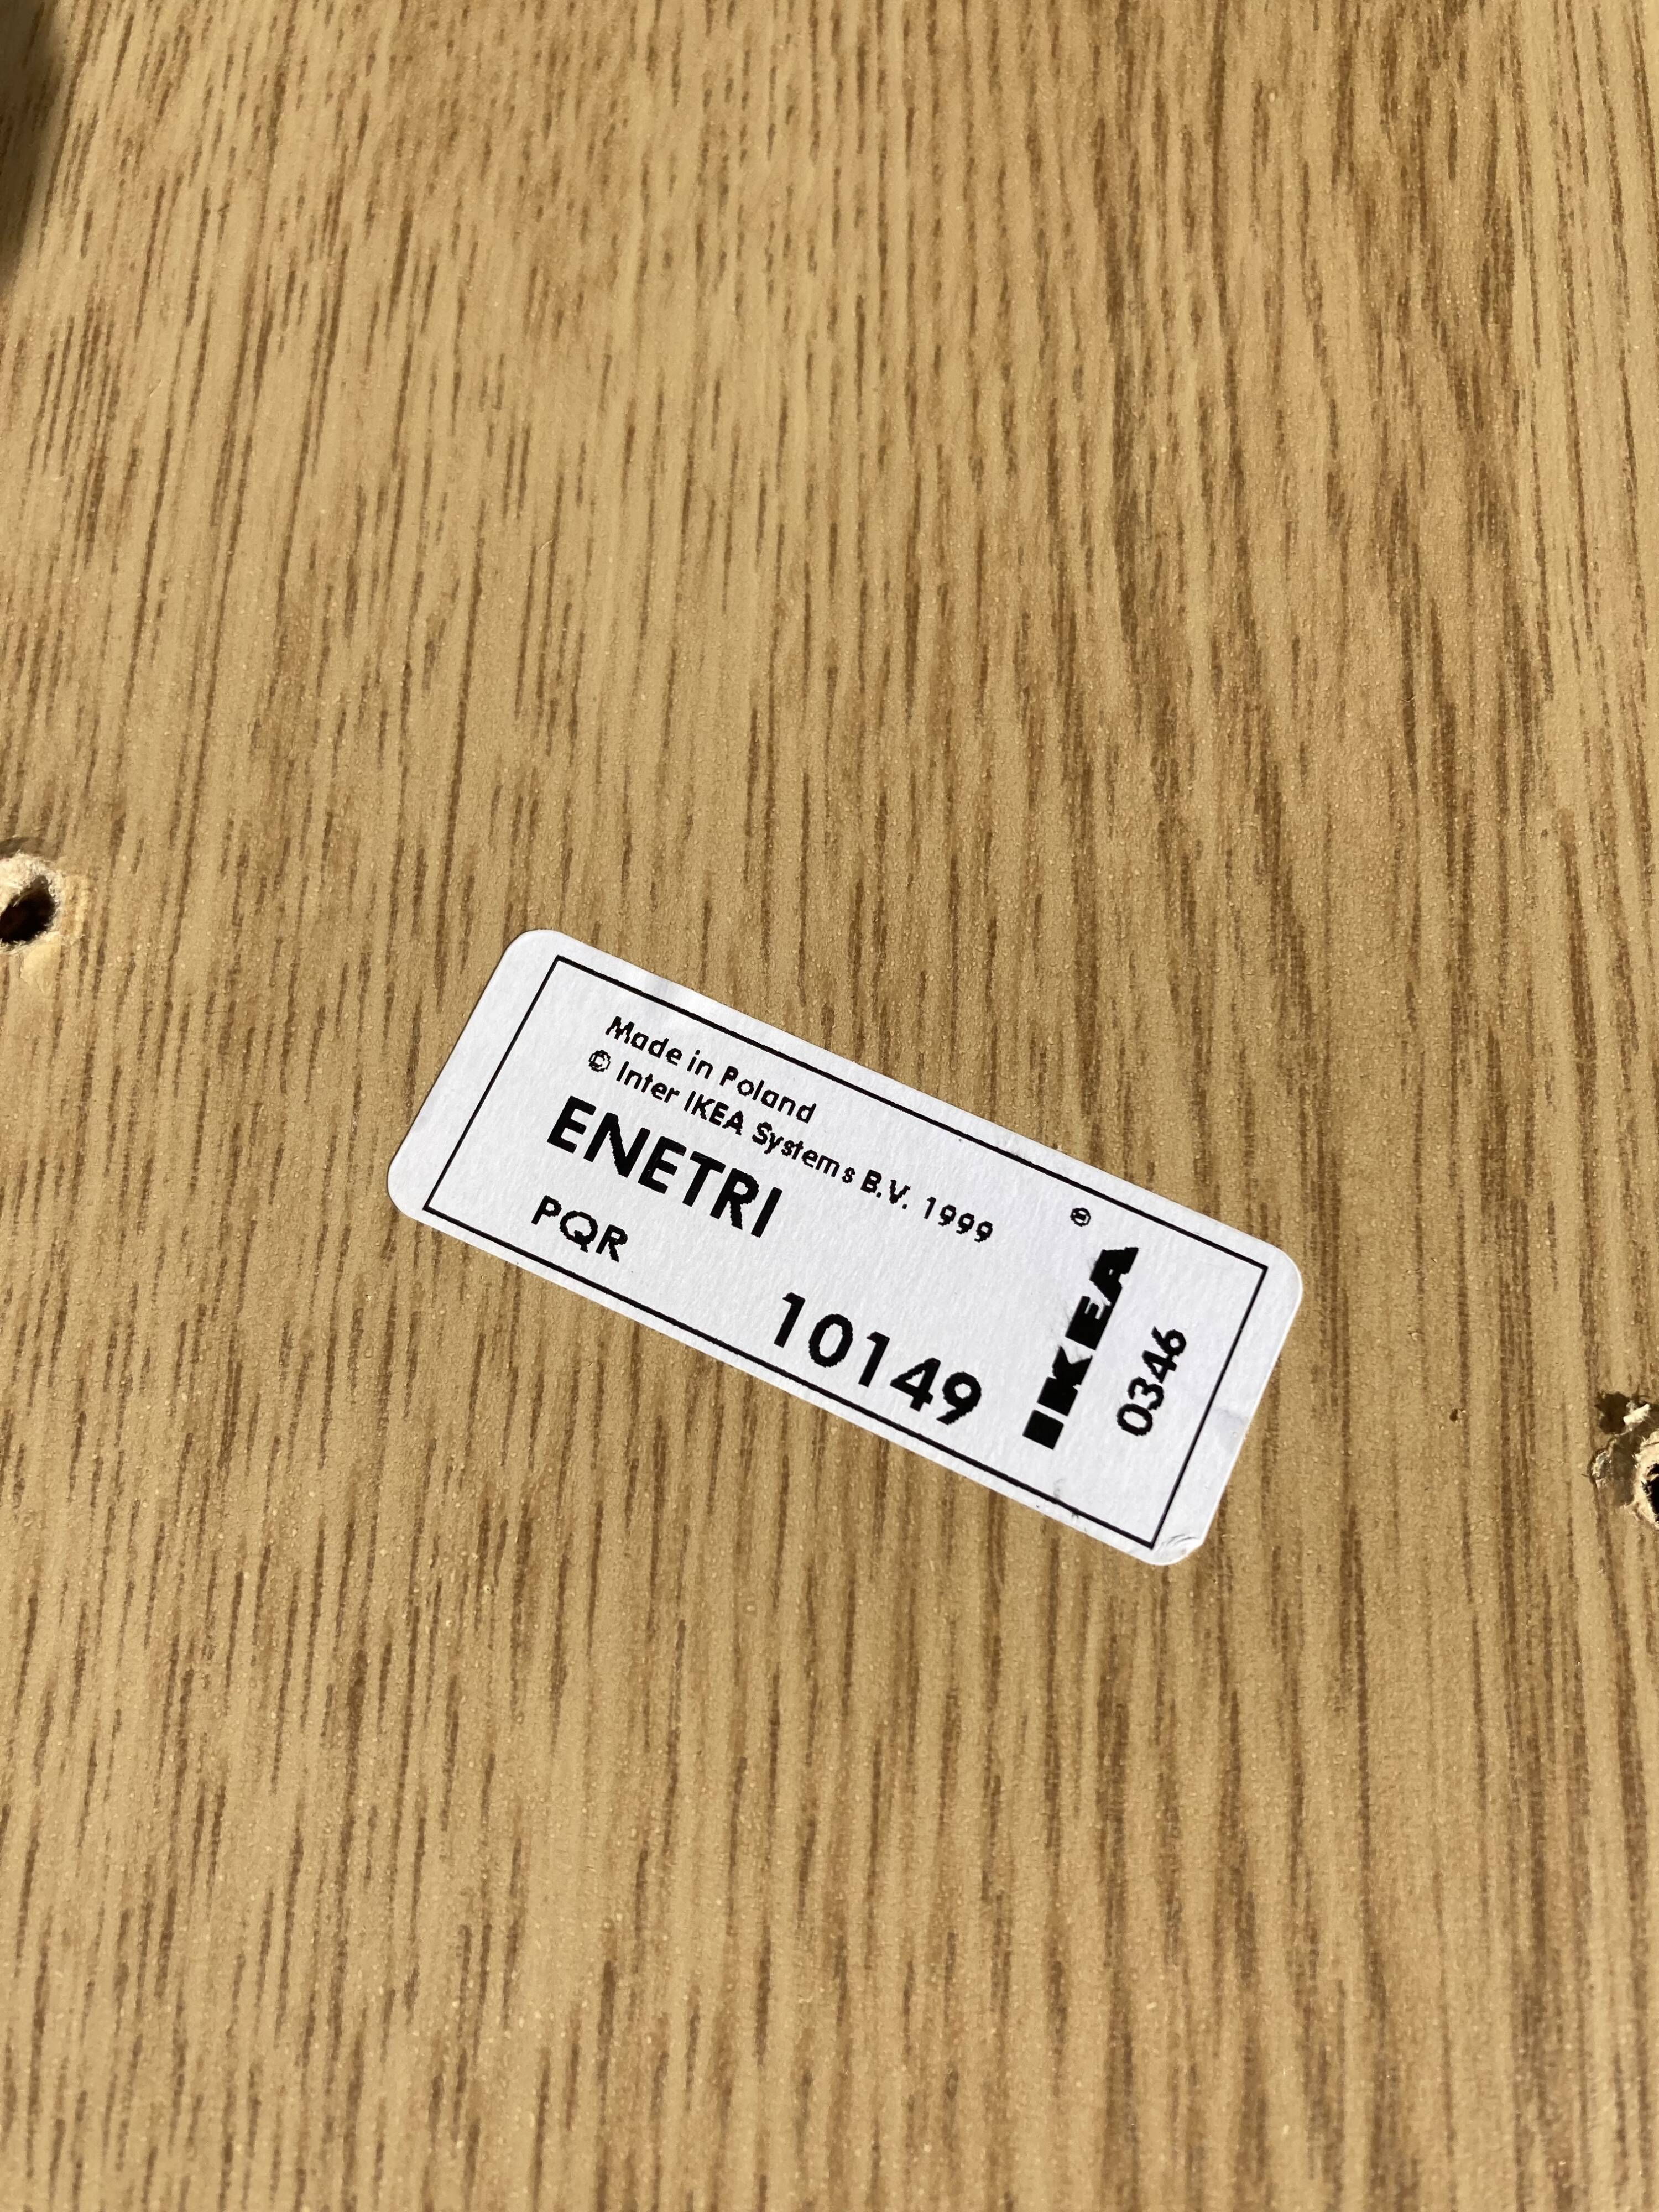 Made in Poland
© Inter IKEA Systems B.V. 1999
ENETRI
PQR
10149
IKEA
®
0346